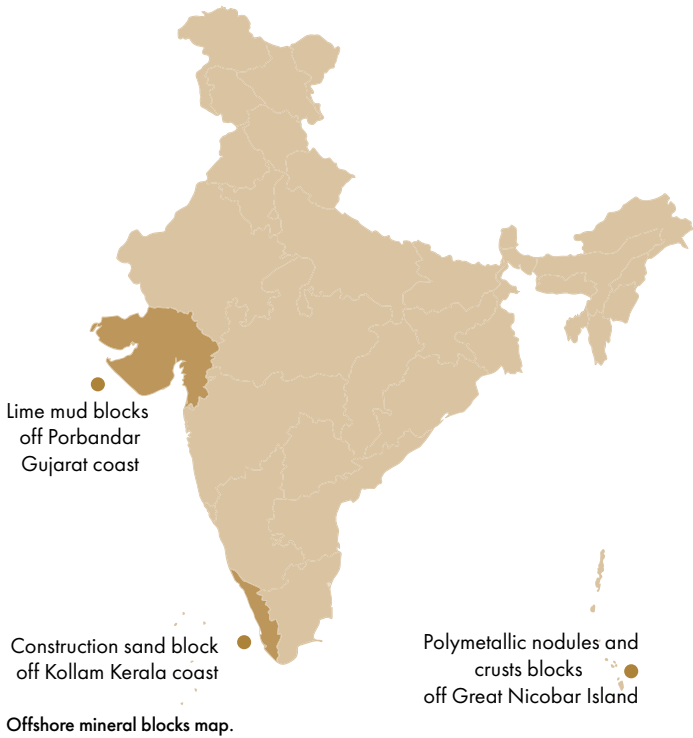 Lime mud blocks
off Porbandar
Gujarat coast
Construction sand block
off Kollam Kerala coast
Polymetallic nodules and
crusts blocks
off Great Nicobar Island
Offshore mineral blocks map.